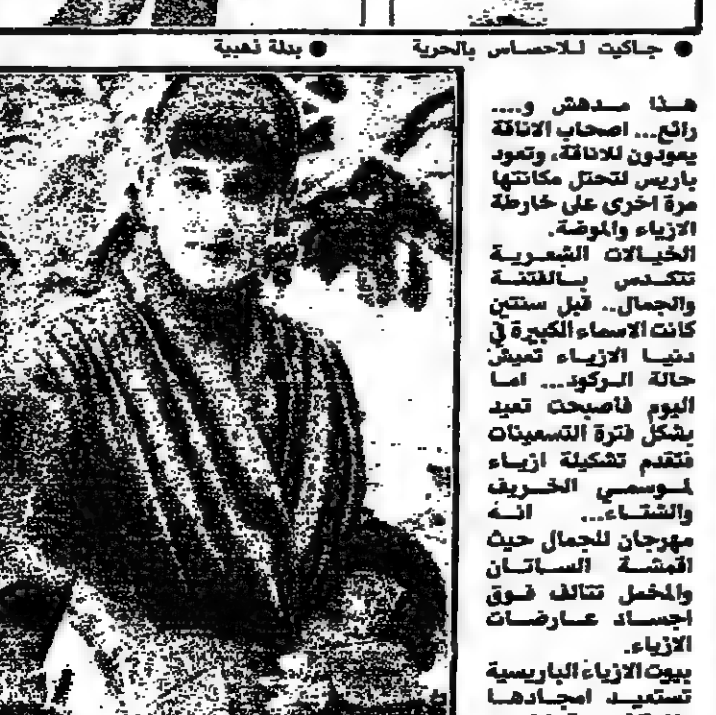 ● جاكيت للاحساس بالحرية
● بدلة ذهبية
هذا مدهش و....
رائع... اصحاب الاناقة
يعودون للاناقة، وتعود
باريس لتحتل مكانتها
مرة اخرى على خارطة
الازياء والموضة.
الخيالات الشعرية
تتكدس بالفتنة
والجمال.. قبل سنتين
كانت الاسماء الكبيرة في
دنيا الازياء تعيش
حالة الركود... اما
اليوم فأصبحت تعيد
بشكل فترة التسعينات
فتقدم تشكيلة ازياء
لموسمي الخريف
والشتاء... انه
مهرجان للجمال حيث
اقمشة الساتان
والمخمل تتالف فوق
اجساد عارضات
الازياء.
بيوت الازياء الباريسية
تستعيد امجادها